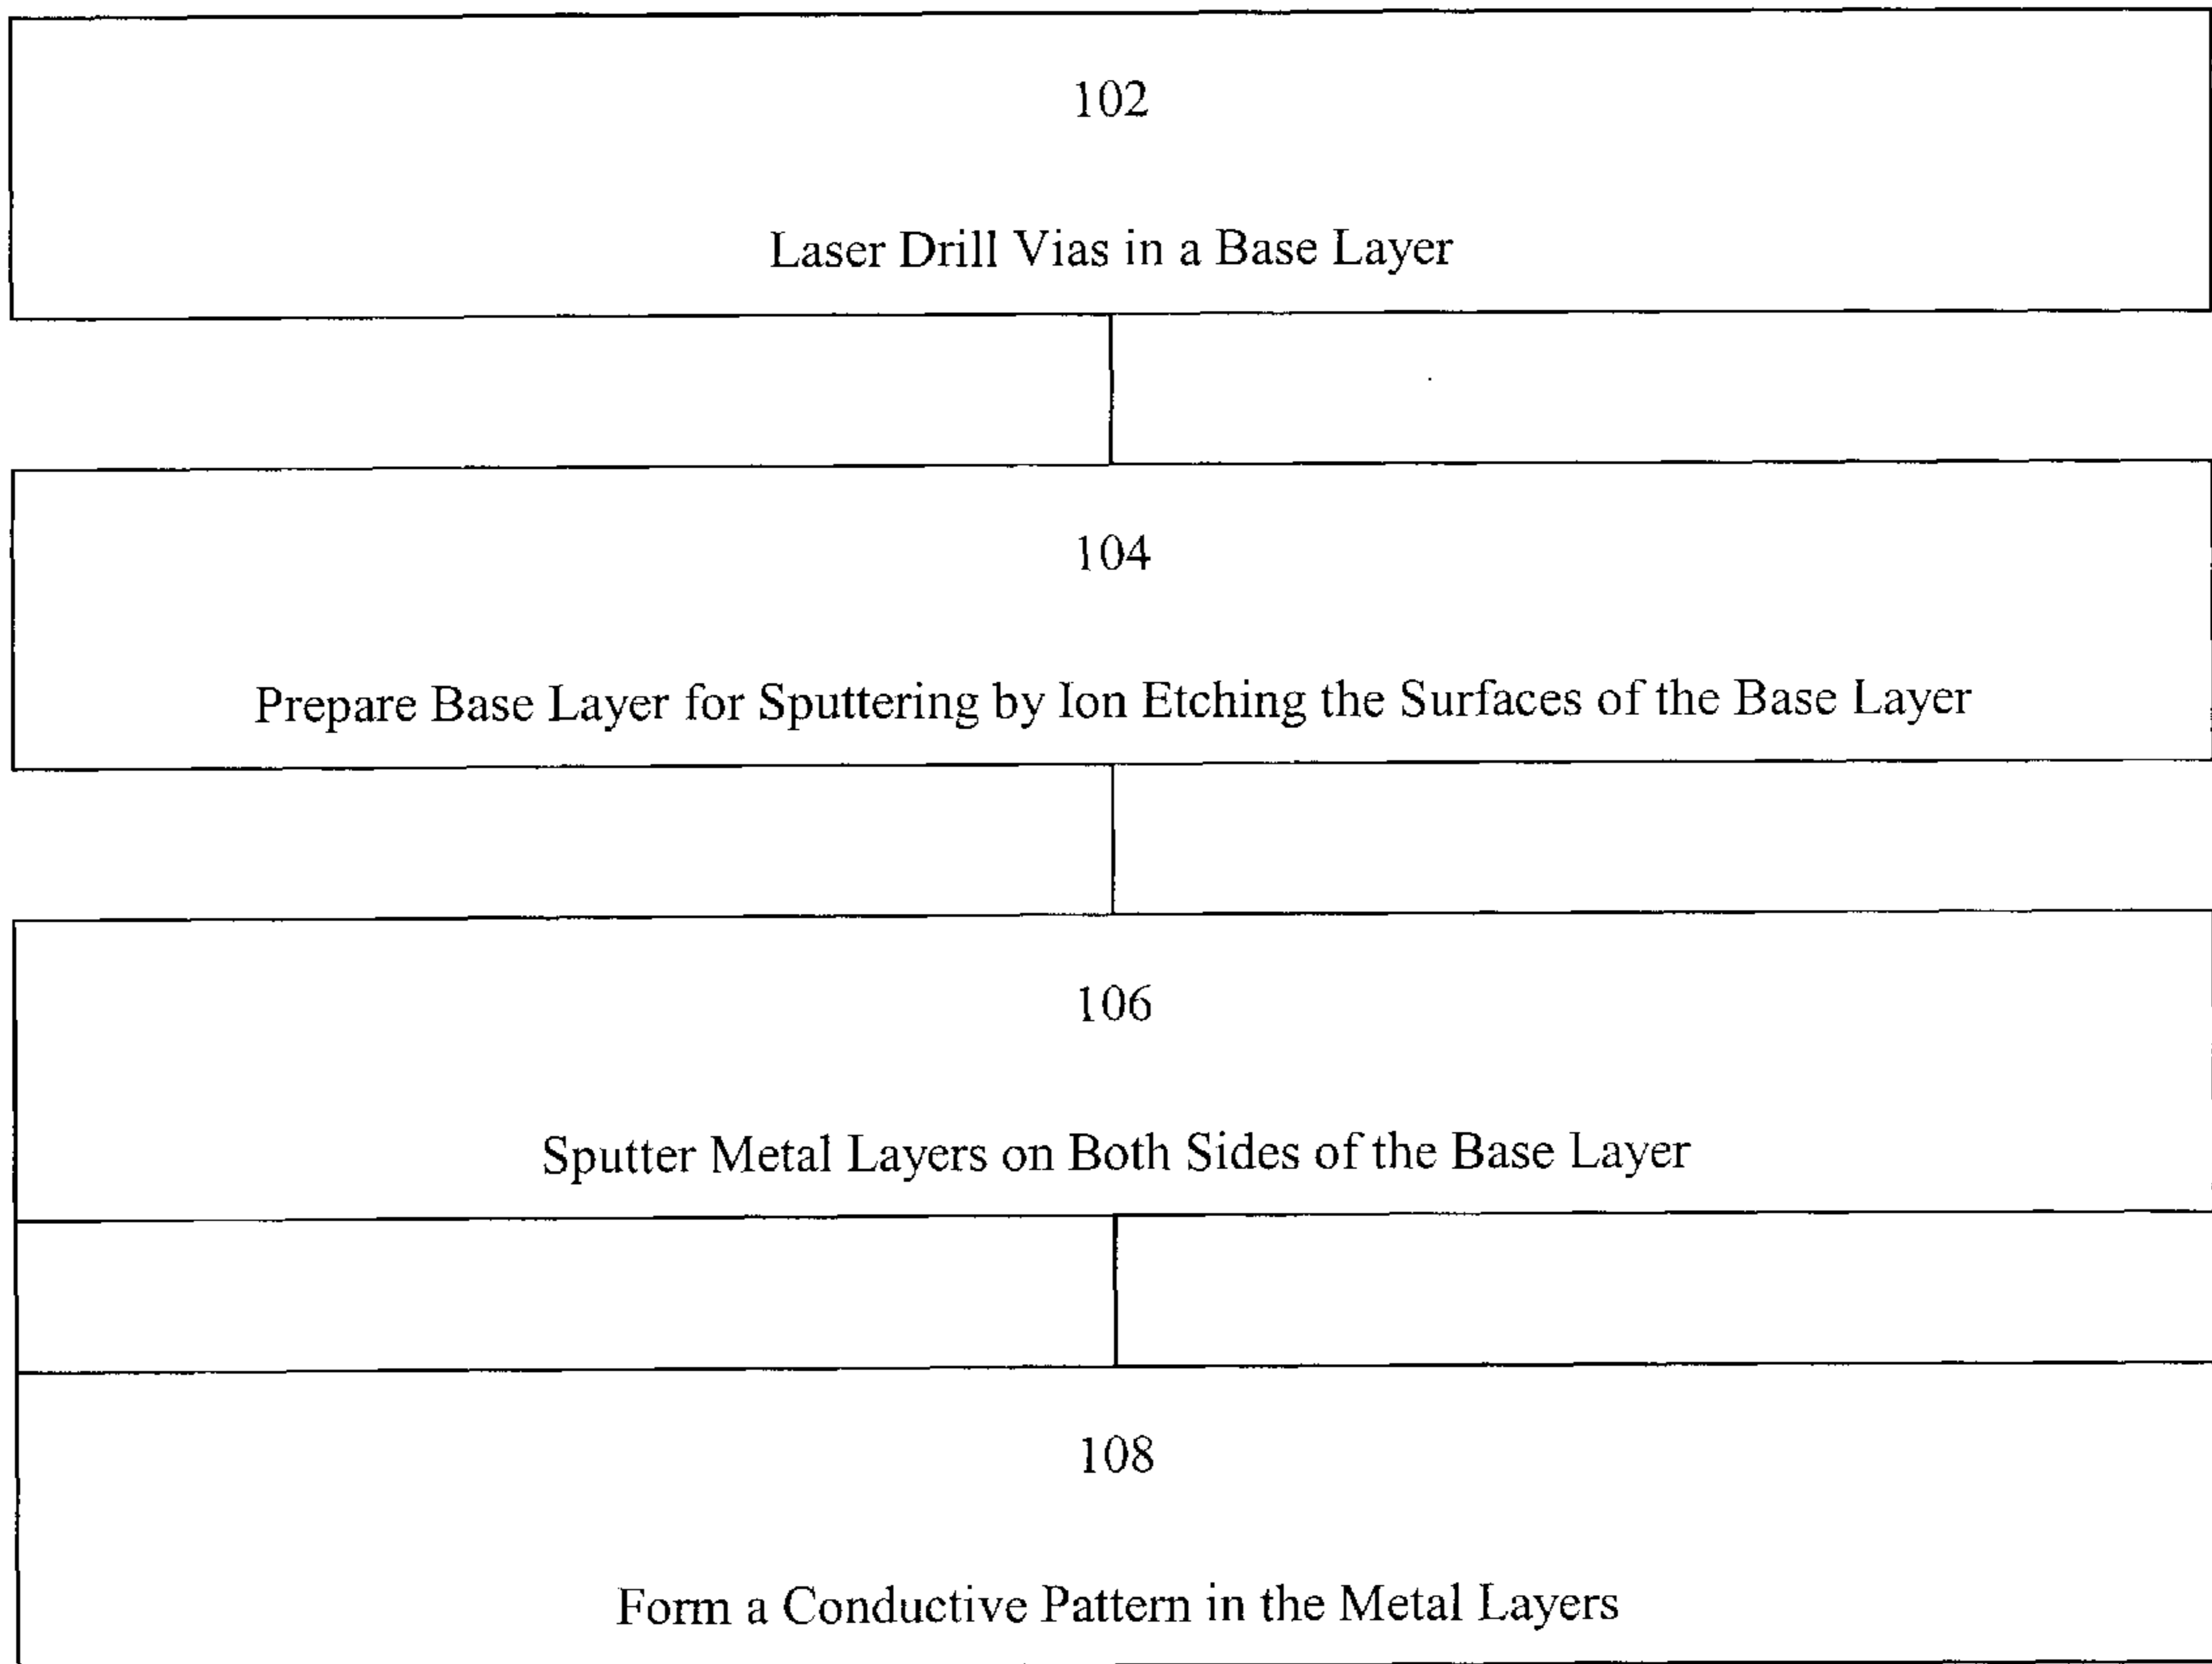 102
Laser Drill Vias in a Base Layer
104
Prepare Base Layer for Sputtering by Ion Etching the Surfaces of the Base Layer
106
Sputter Metal Layers on Both Sides of the Base Layer
108
Form a Conductive Pattern in the Metal Layers